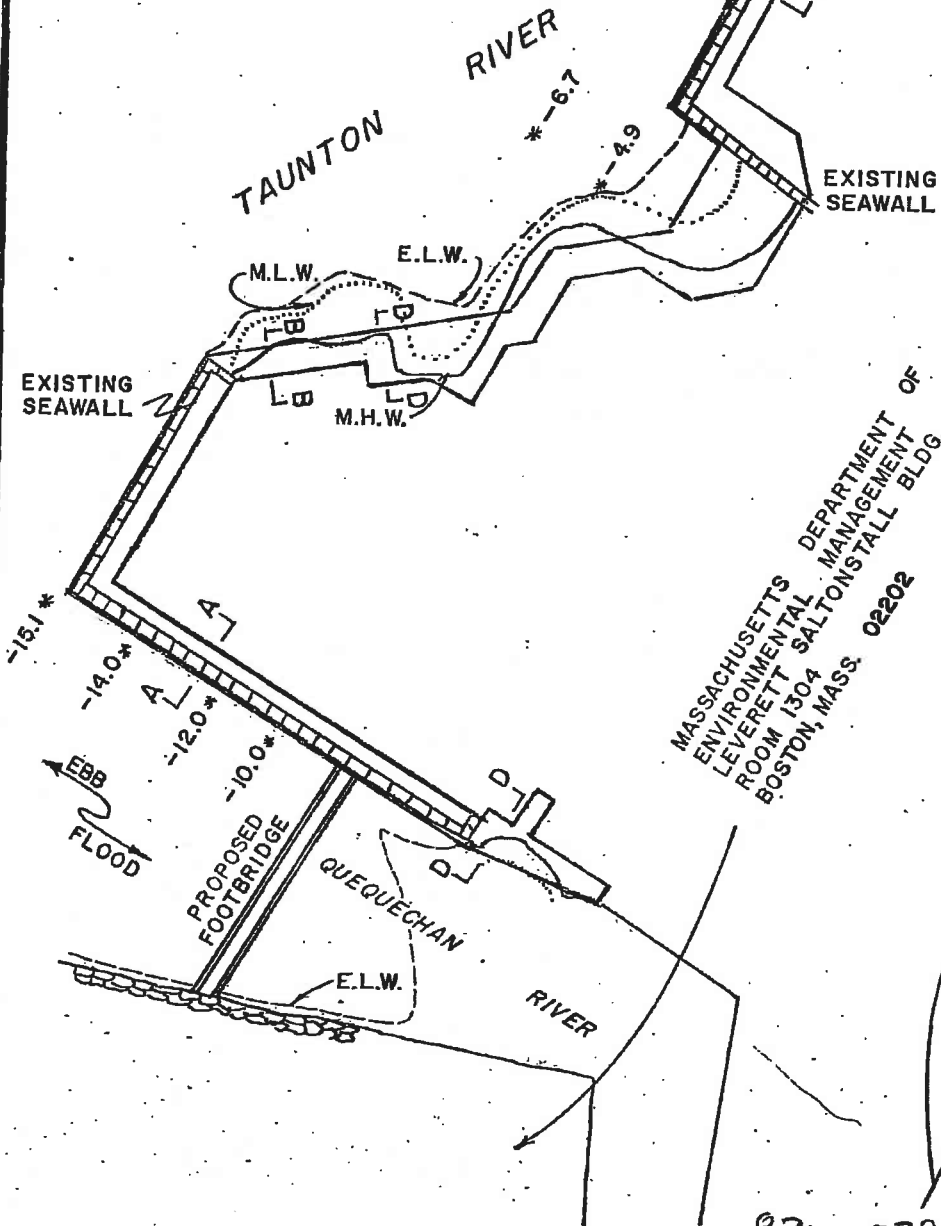 TAUNTON RIVER
* -6.7
* -4.9
EXISTING
SEAWALL
M.L.W.
E.L.W.
B
D
EXISTING
SEAWALL
B
D
M.H.W.
MASSACHUSETTS DEPARTMENT OF
ENVIRONMENTAL MANAGEMENT
LEVERETT SALTONSTALL BLDG
ROOM 1304
BOSTON, MASS. 02202
-15.1 *
A
-14.0 *
A
-12.0 *
-10.0 *
EBB
FLOOD
PROPOSED
FOOTBRIDGE
D
D
QUEQUECHAN
RIVER
E.L.W.